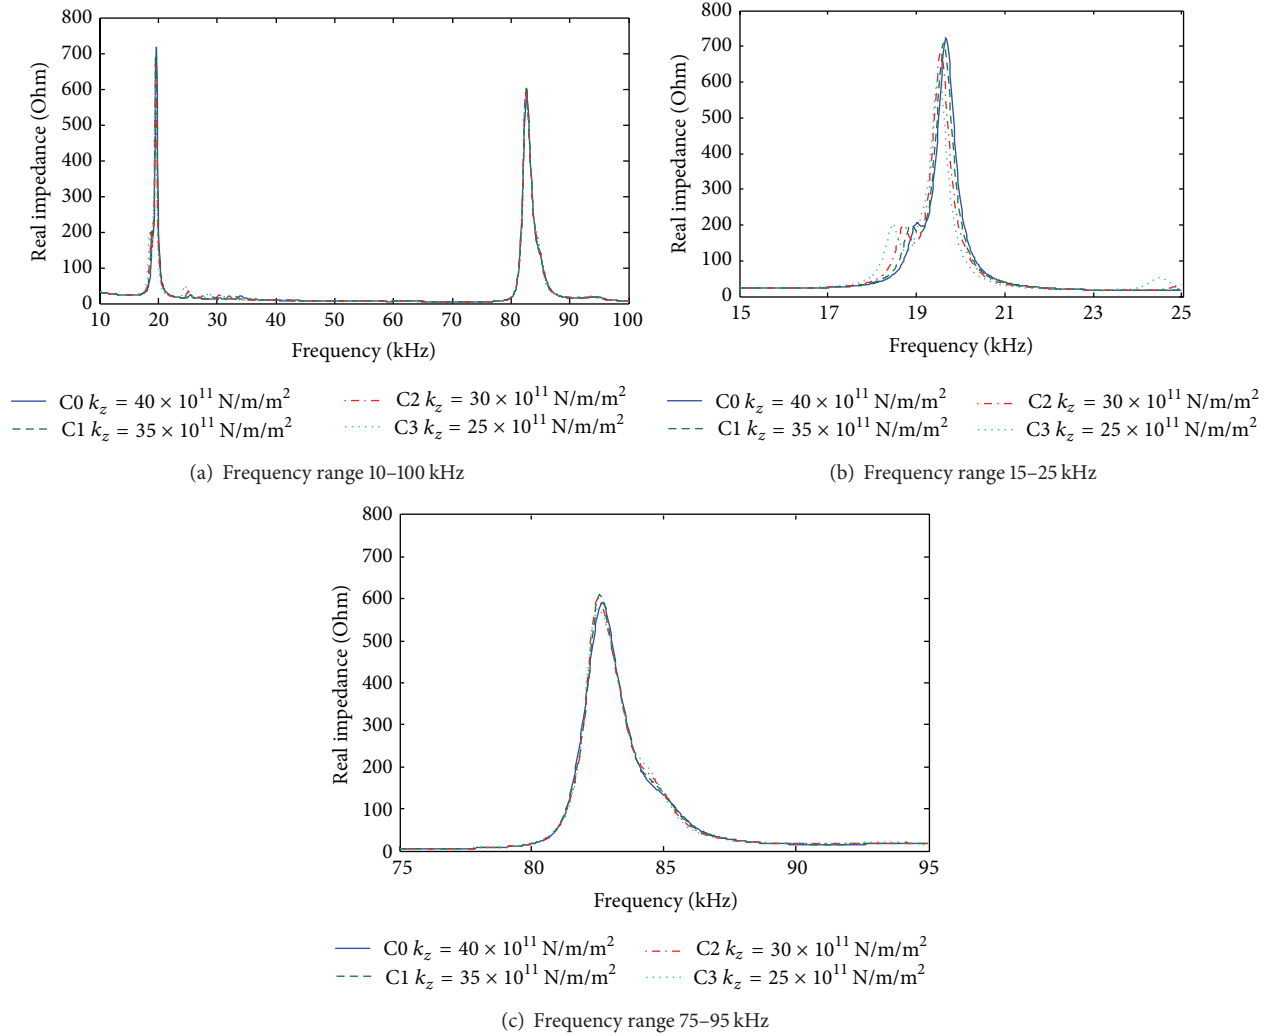 800
700
600
500
400
300
200
100
0
Real impedance (Ohm)
10 20 30 40 50 60 70 80 90 100
Frequency (kHz)
C0 k_z = 40 × 10^11 N/m/m^2
C1 k_z = 35 × 10^11 N/m/m^2
C2 k_z = 30 × 10^11 N/m/m^2
C3 k_z = 25 × 10^11 N/m/m^2
(a) Frequency range 10–100 kHz
800
700
600
500
400
300
200
100
0
Real impedance (Ohm)
15 17 19 21 23 25
Frequency (kHz)
C0 k_z = 40 × 10^11 N/m/m^2
C1 k_z = 35 × 10^11 N/m/m^2
C2 k_z = 30 × 10^11 N/m/m^2
C3 k_z = 25 × 10^11 N/m/m^2
(b) Frequency range 15–25 kHz
800
700
600
500
400
300
200
100
0
Real impedance (Ohm)
75 80 85 90 95
Frequency (kHz)
C0 k_z = 40 × 10^11 N/m/m^2
C1 k_z = 35 × 10^11 N/m/m^2
C2 k_z = 30 × 10^11 N/m/m^2
C3 k_z = 25 × 10^11 N/m/m^2
(c) Frequency range 75–95 kHz